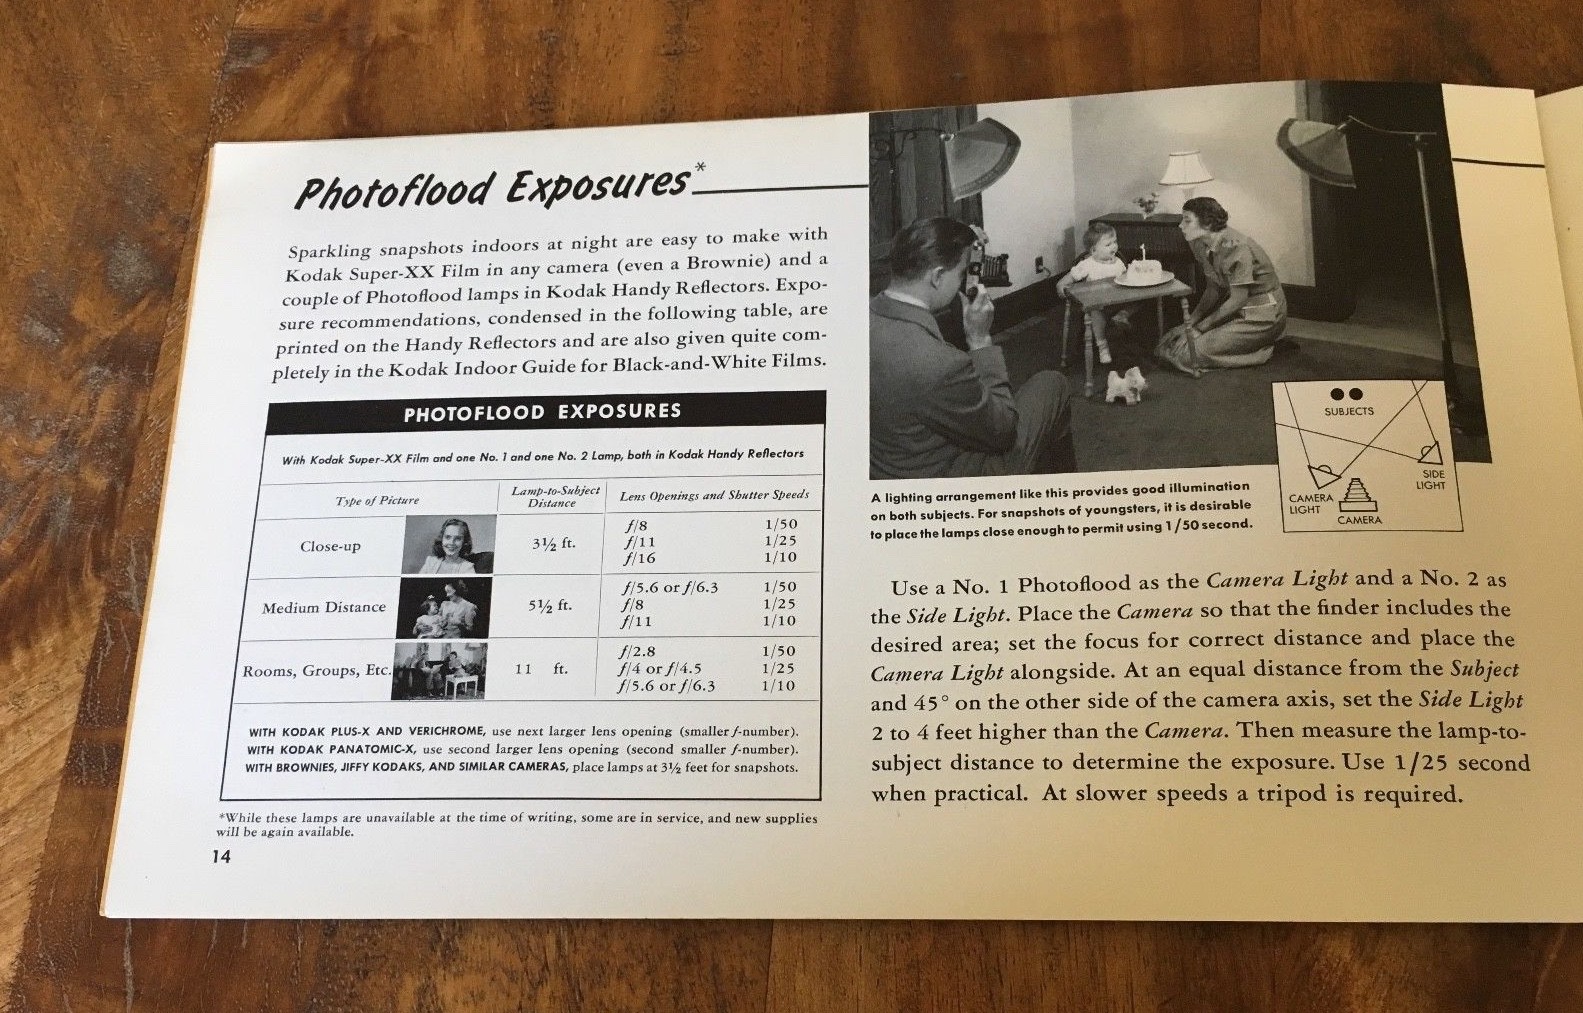 Photoflood Exposures*
Sparkling snapshots indoors at night are easy to make with
Kodak Super-XX Film in any camera (even a Brownie) and a
couple of Photoflood lamps in Kodak Handy Reflectors. Expo-
sure recommendations, condensed in the following table, are
printed on the Handy Reflectors and are also given quite com-
pletely in the Kodak Indoor Guide for Black-and-White Films.
PHOTOFLOOD EXPOSURES
With Kodak Super-XX Film and one No. 1 and one No. 2 Lamp, both in Kodak Handy Reflectors
Type of Picture
Lamp-to-Subject
Distance
Lens Openings and Shutter Speeds
Close-up
3½ ft.
f/8 1/50
f/11 1/25
f/16 1/10
Medium Distance
5½ ft.
f/5.6 or f/6.3 1/50
f/8 1/25
f/11 1/10
Rooms, Groups, Etc.
11 ft.
f/2.8 1/50
f/4 or f/4.5 1/25
f/5.6 or f/6.3 1/10
WITH KODAK PLUS-X AND VERICHROME, use next larger lens opening (smaller f-number).
WITH KODAK PANATOMIC-X, use second larger lens opening (second smaller f-number).
WITH BROWNIES, JIFFY KODAKS, AND SIMILAR CAMERAS, place lamps at 3½ feet for snapshots.
*While these lamps are unavailable at the time of writing, some are in service, and new supplies
will be again available.
14
SUBJECTS
SIDE
LIGHT
CAMERA
LIGHT
CAMERA
A lighting arrangement like this provides good illumination
on both subjects. For snapshots of youngsters, it is desirable
to place the lamps close enough to permit using 1/50 second.
Use a No. 1 Photoflood as the Camera Light and a No. 2 as
the Side Light. Place the Camera so that the finder includes the
desired area; set the focus for correct distance and place the
Camera Light alongside. At an equal distance from the Subject
and 45° on the other side of the camera axis, set the Side Light
2 to 4 feet higher than the Camera. Then measure the lamp-to-
subject distance to determine the exposure. Use 1/25 second
when practical. At slower speeds a tripod is required.